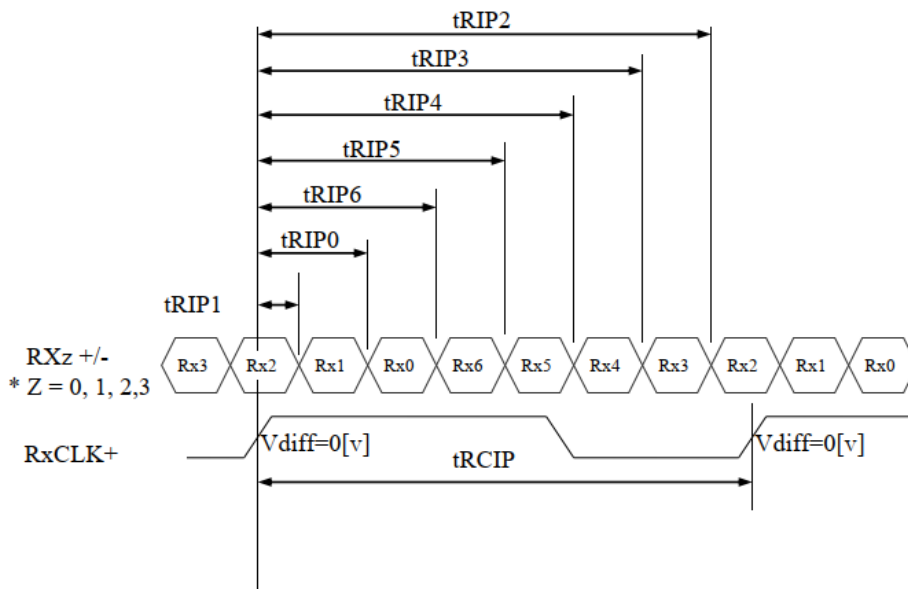 tRIP2
tRIP3
tRIP4
tRIP5
tRIP6
tRIP0
tRIP1
RXz +/-
* Z = 0, 1, 2,3
Rx3 Rx2 Rx1 Rx0 Rx6 Rx5 Rx4 Rx3 Rx2 Rx1 Rx0
RxCLK+
Vdiff=0[v] Vdiff=0[v]
tRCIP